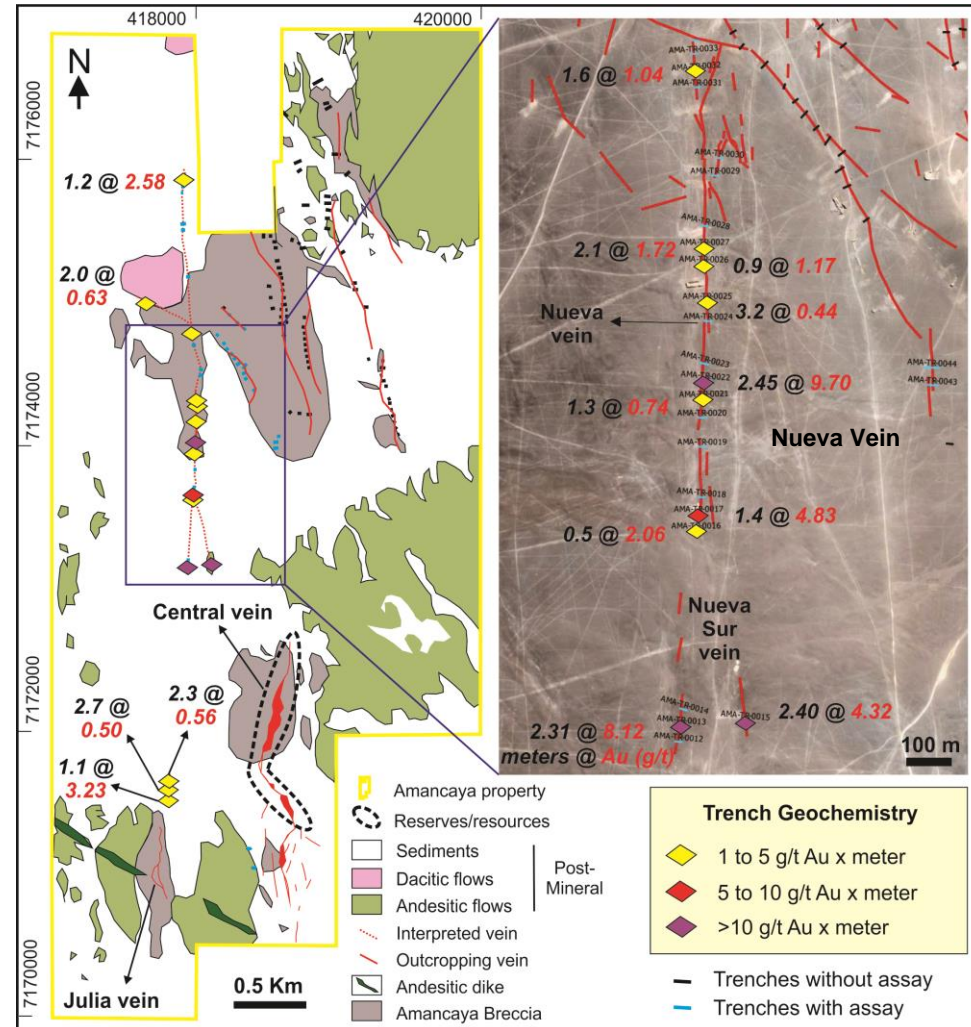 418000
420000
7176000
7174000
7172000
7170000
N
1.2 @ 2.58
2.0 @
0.63
Central vein
2.7 @
0.50
2.3 @
0.56
1.1 @
3.23
Julia vein
0.5 Km
Amancaya property
Reserves/resources
Sediments
Dacitic flows
Andesitic flows
Post-
Mineral
Interpreted vein
Outcropping vein
Andesitic dike
Amancaya Breccia
AMA-TR-0033
AMA-TR-0032
1.6 @ 1.04
AMA-TR-0031
AMA-TR-0030
AMA-TR-0029
AMA-TR-0028
AMA-TR-0027
2.1 @ 1.72
AMA-TR-0026
0.9 @ 1.17
AMA-TR-0025
3.2 @ 0.44
AMA-TR-0024
Nueva
vein
AMA-TR-0023
AMA-TR-0044
AMA-TR-0022
AMA-TR-0043
2.45 @ 9.70
AMA-TR-0021
1.3 @ 0.74
AMA-TR-0020
AMA-TR-0019
Nueva Vein
AMA-TR-0018
AMA-TR-0017
1.4 @ 4.83
AMA-TR-0016
0.5 @ 2.06
Nueva
Sur
vein
AMA-TR-0014
AMA-TR-0015
2.40 @ 4.32
AMA-TR-0013
2.31 @ 8.12
AMA-TR-0012
meters @ Au (g/t)
100 m
Trench Geochemistry
1 to 5 g/t Au x meter
5 to 10 g/t Au x meter
>10 g/t Au x meter
Trenches without assay
Trenches with assay